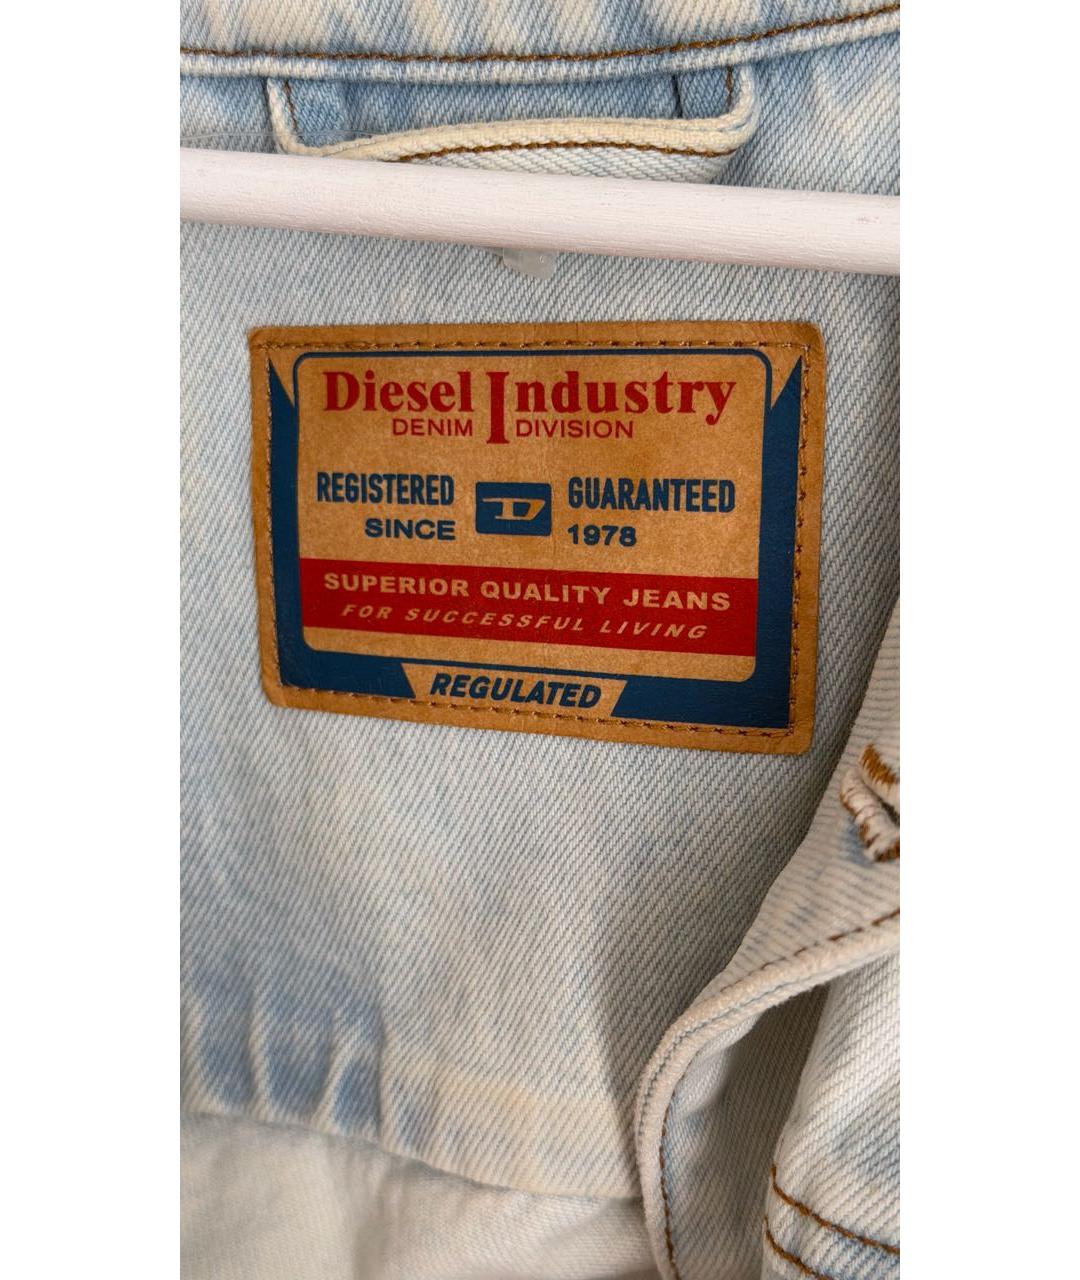 Diesel Industry
DENIM DIVISION
REGISTERED D GUARANTEED
SINCE 1978
SUPERIOR QUALITY JEANS
FOR SUCCESSFUL LIVING
REGULATED